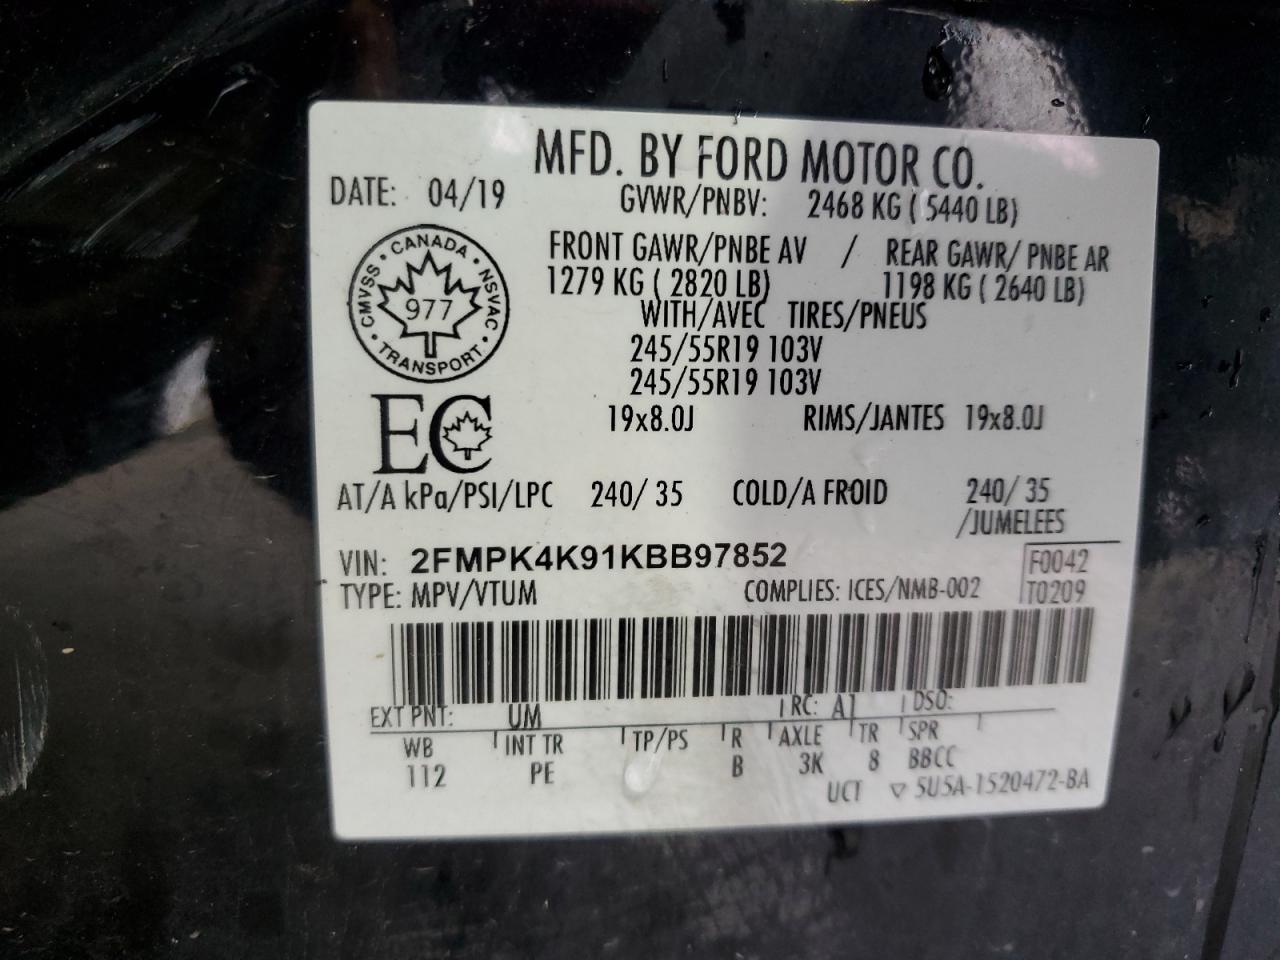 MFD. BY FORD MOTOR CO.
DATE: 04/19
GVWR/PNBV: 2468 KG ( 5440 LB)
FRONT GAWR/PNBE AV / REAR GAWR/ PNBE AR
1279 KG ( 2820 LB) 1198 KG ( 2640 LB)
WITH/AVEC TIRES/PNEUS
245/55R19 103V
245/55R19 103V
19x8.0J RIMS/JANTES 19x8.0J
CANADA
CMVSS 977 NSVAC
TRANSPORT
EC
AT/A kPa/PSI/LPC 240/ 35 COLD/A FROID 240/ 35
/JUMELEES
VIN: 2FMPK4K91KBB97852
F0042
TYPE: MPV/VTUM COMPLIES: ICES/NMB-002 T0209
EXT PNT: UM RC: A1 DSO:
WB INT TR TP/PS R AXLE TR SPR
112 PE B 3K 8 BBCC
UCT ▽ 5U5A-1520472-BA